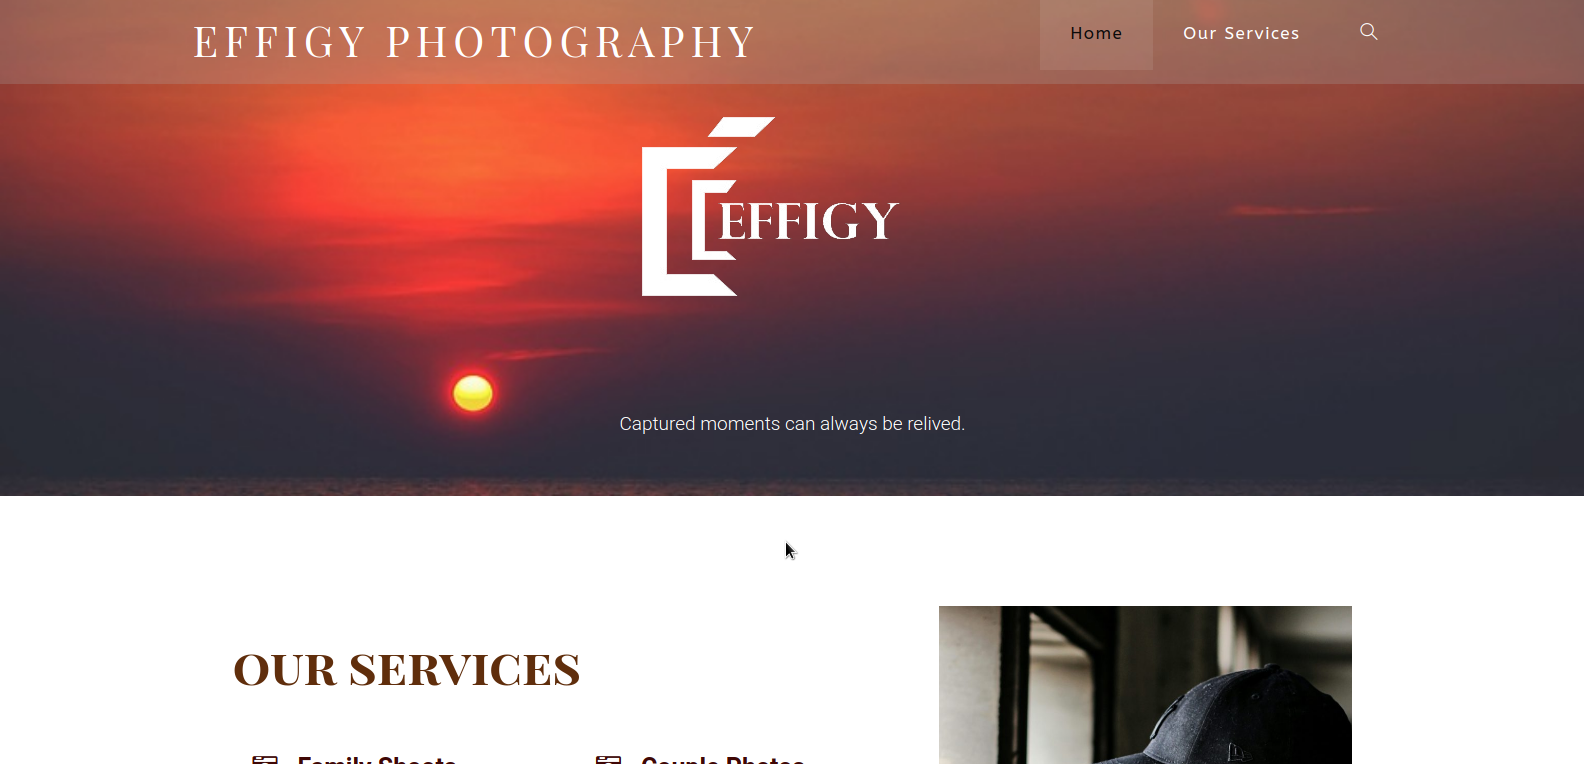 EFFIGY PHOTOGRAPHY
Home
Our Services
EFFIGY
Captured moments can always be relived.
OUR SERVICES
Family Shoots
Couple Photos